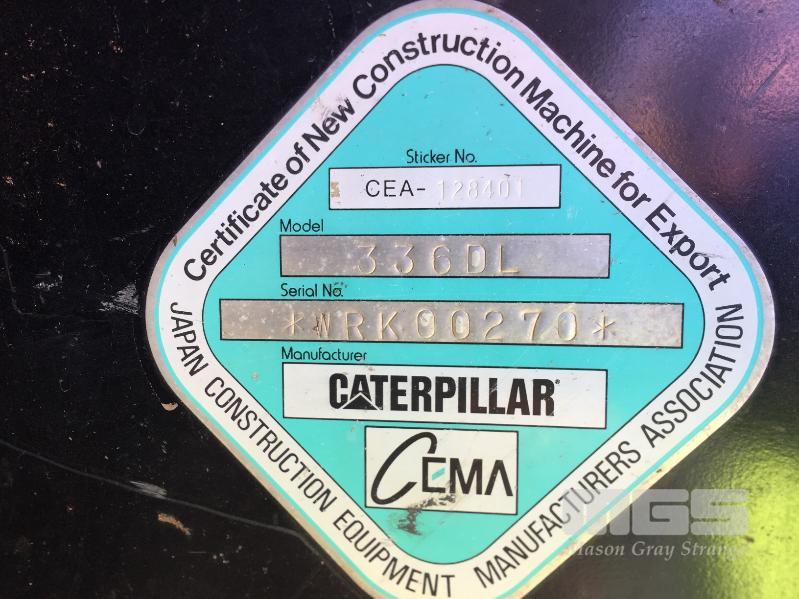 Certificate of New Construction Machine for Export
Sticker No.
CEA-128401
Model
336DL
Serial No.
*WRK00270*
Manufacturer
CATERPILLAR
CEMA
JAPAN CONSTRUCTION EQUIPMENT MANUFACTURERS ASSOCIATION
MGS
Mason Gray Strange